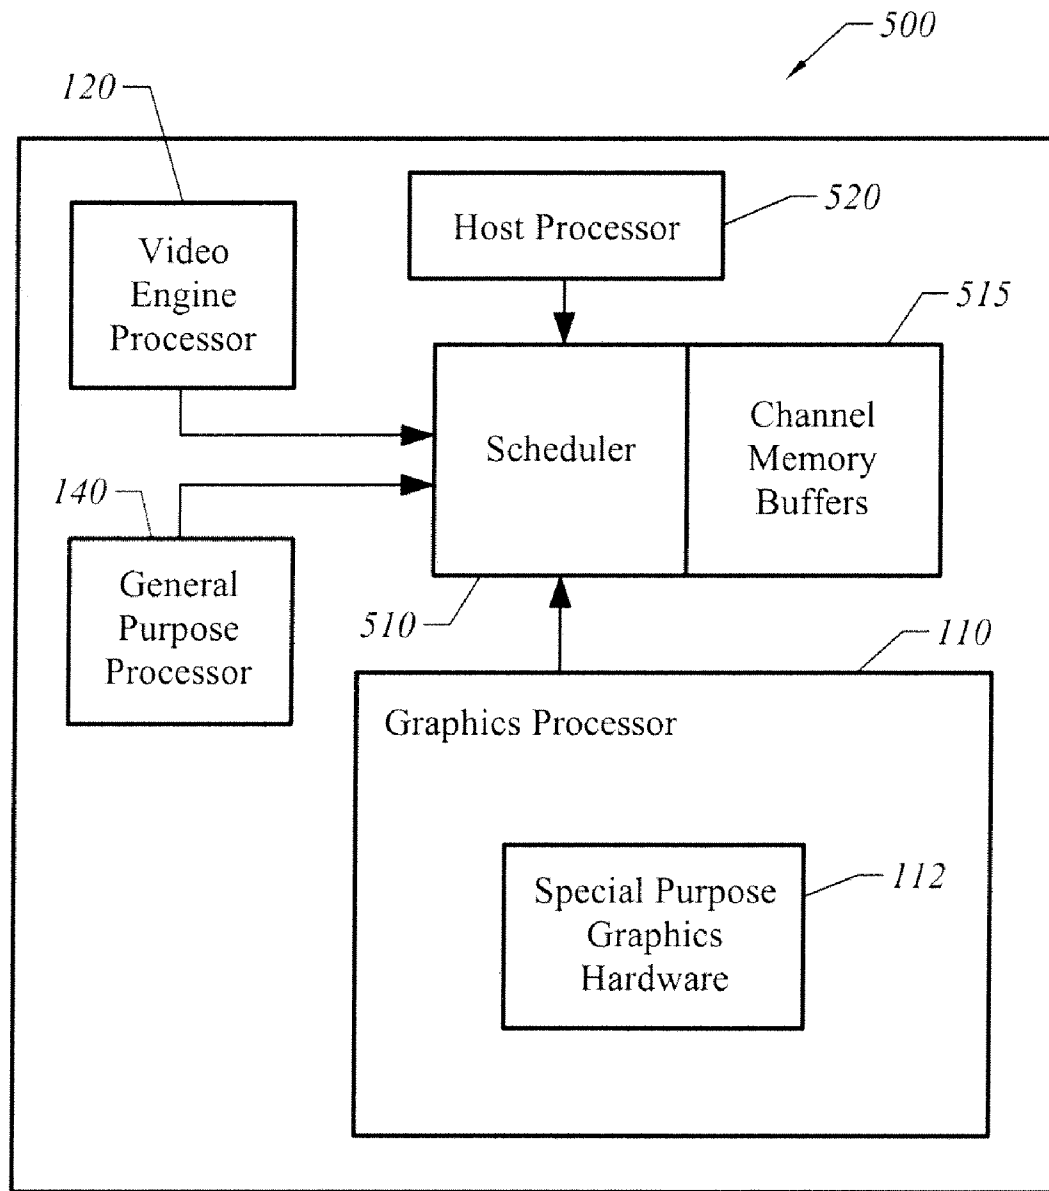 500
120
Video
Engine
Processor
Host Processor
520
515
Scheduler
Channel
Memory
Buffers
140
General
Purpose
Processor
510
110
Graphics Processor
Special Purpose
Graphics
Hardware
112